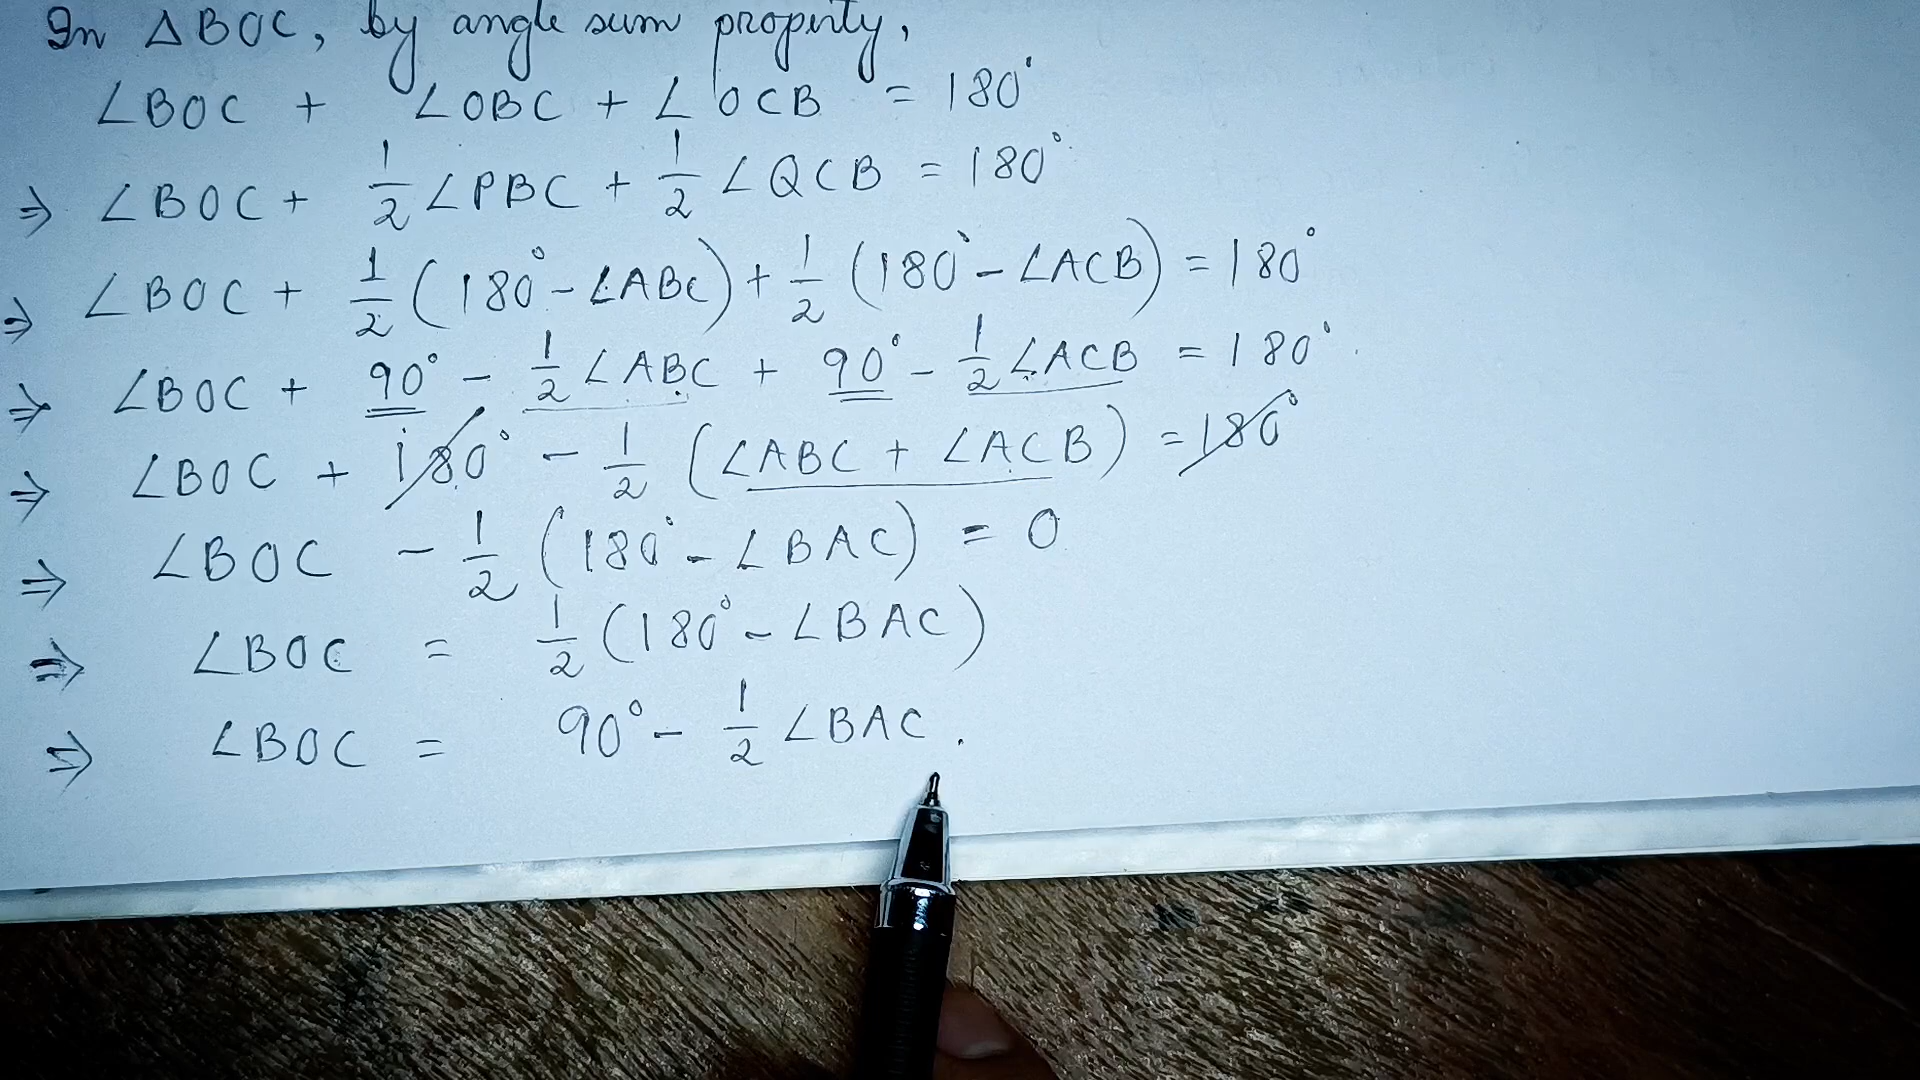 In ΔBOC, by angle sum property,
∠BOC + ∠OBC + ∠OCB = 180°
⇒ ∠BOC + 1/2 ∠PBC + 1/2 ∠QCB = 180°
⇒ ∠BOC + 1/2 (180° - ∠ABC) + 1/2 (180° - ∠ACB) = 180°
⇒ ∠BOC + 90° - 1/2 ∠ABC + 90° - 1/2 ∠ACB = 180°
⇒ ∠BOC + 180° - 1/2 (∠ABC + ∠ACB) = 180°
⇒ ∠BOC - 1/2 (180° - ∠BAC) = 0
⇒ ∠BOC = 1/2 (180° - ∠BAC)
⇒ ∠BOC = 90° - 1/2 ∠BAC.